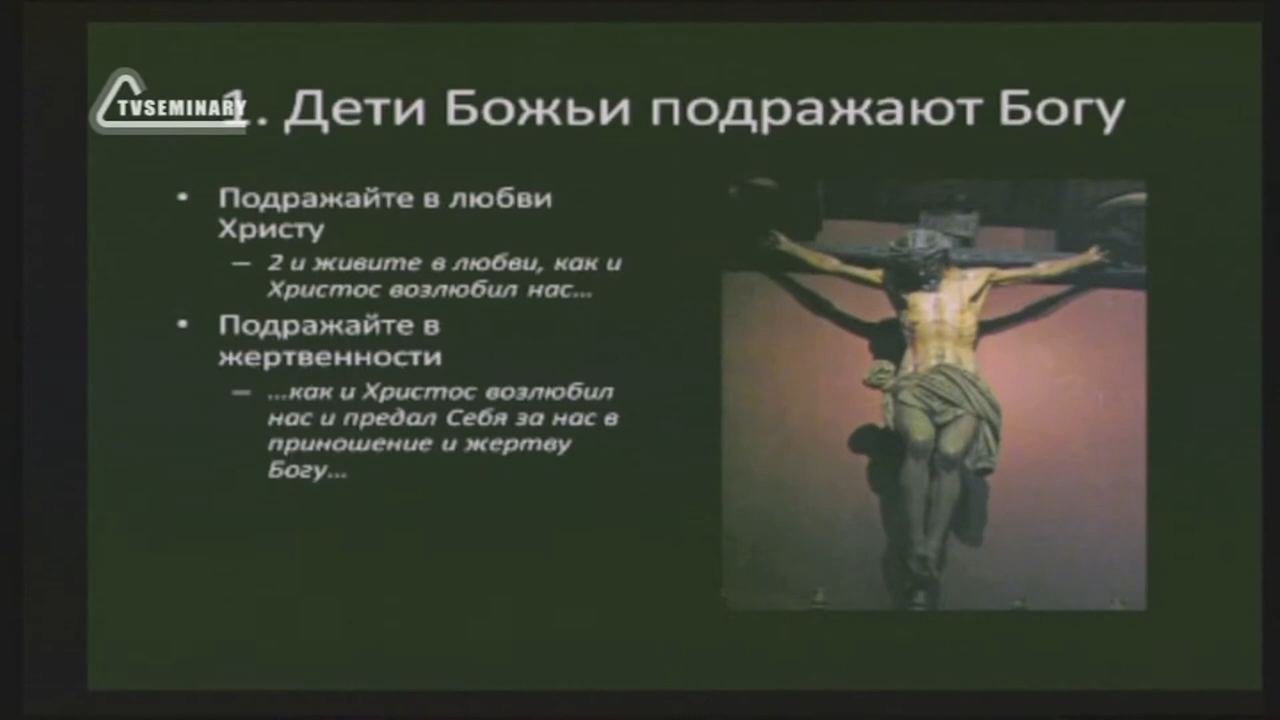 TVSEMINARY
1. Дети Божьи подражают Богу
• Подражайте в любви
Христу
– 2 и живите в любви, как и
Христос возлюбил нас...
• Подражайте в
жертвенности
– ...как и Христос возлюбил
нас и предал Себя за нас в
приношение и жертву
Богу...